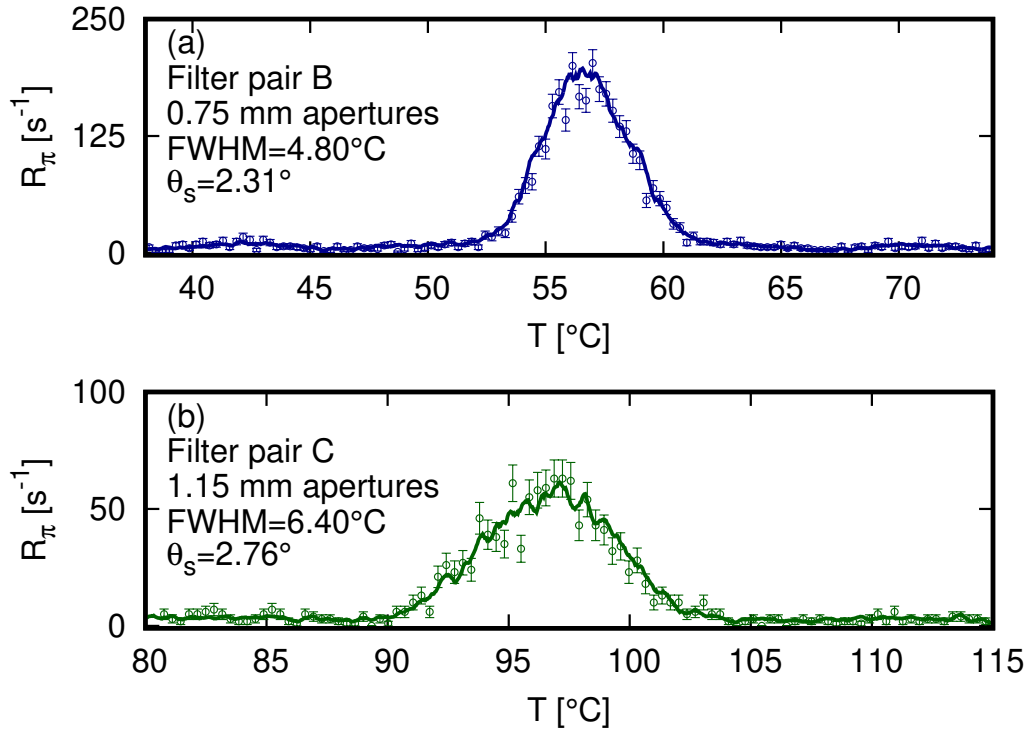 250
125
0
R_π [s⁻¹]
(a)
Filter pair B
0.75 mm apertures
FWHM=4.80°C
θ_s=2.31°
40 45 50 55 60 65 70
T [°C]
100
50
0
R_π [s⁻¹]
(b)
Filter pair C
1.15 mm apertures
FWHM=6.40°C
θ_s=2.76°
80 85 90 95 100 105 110 115
T [°C]